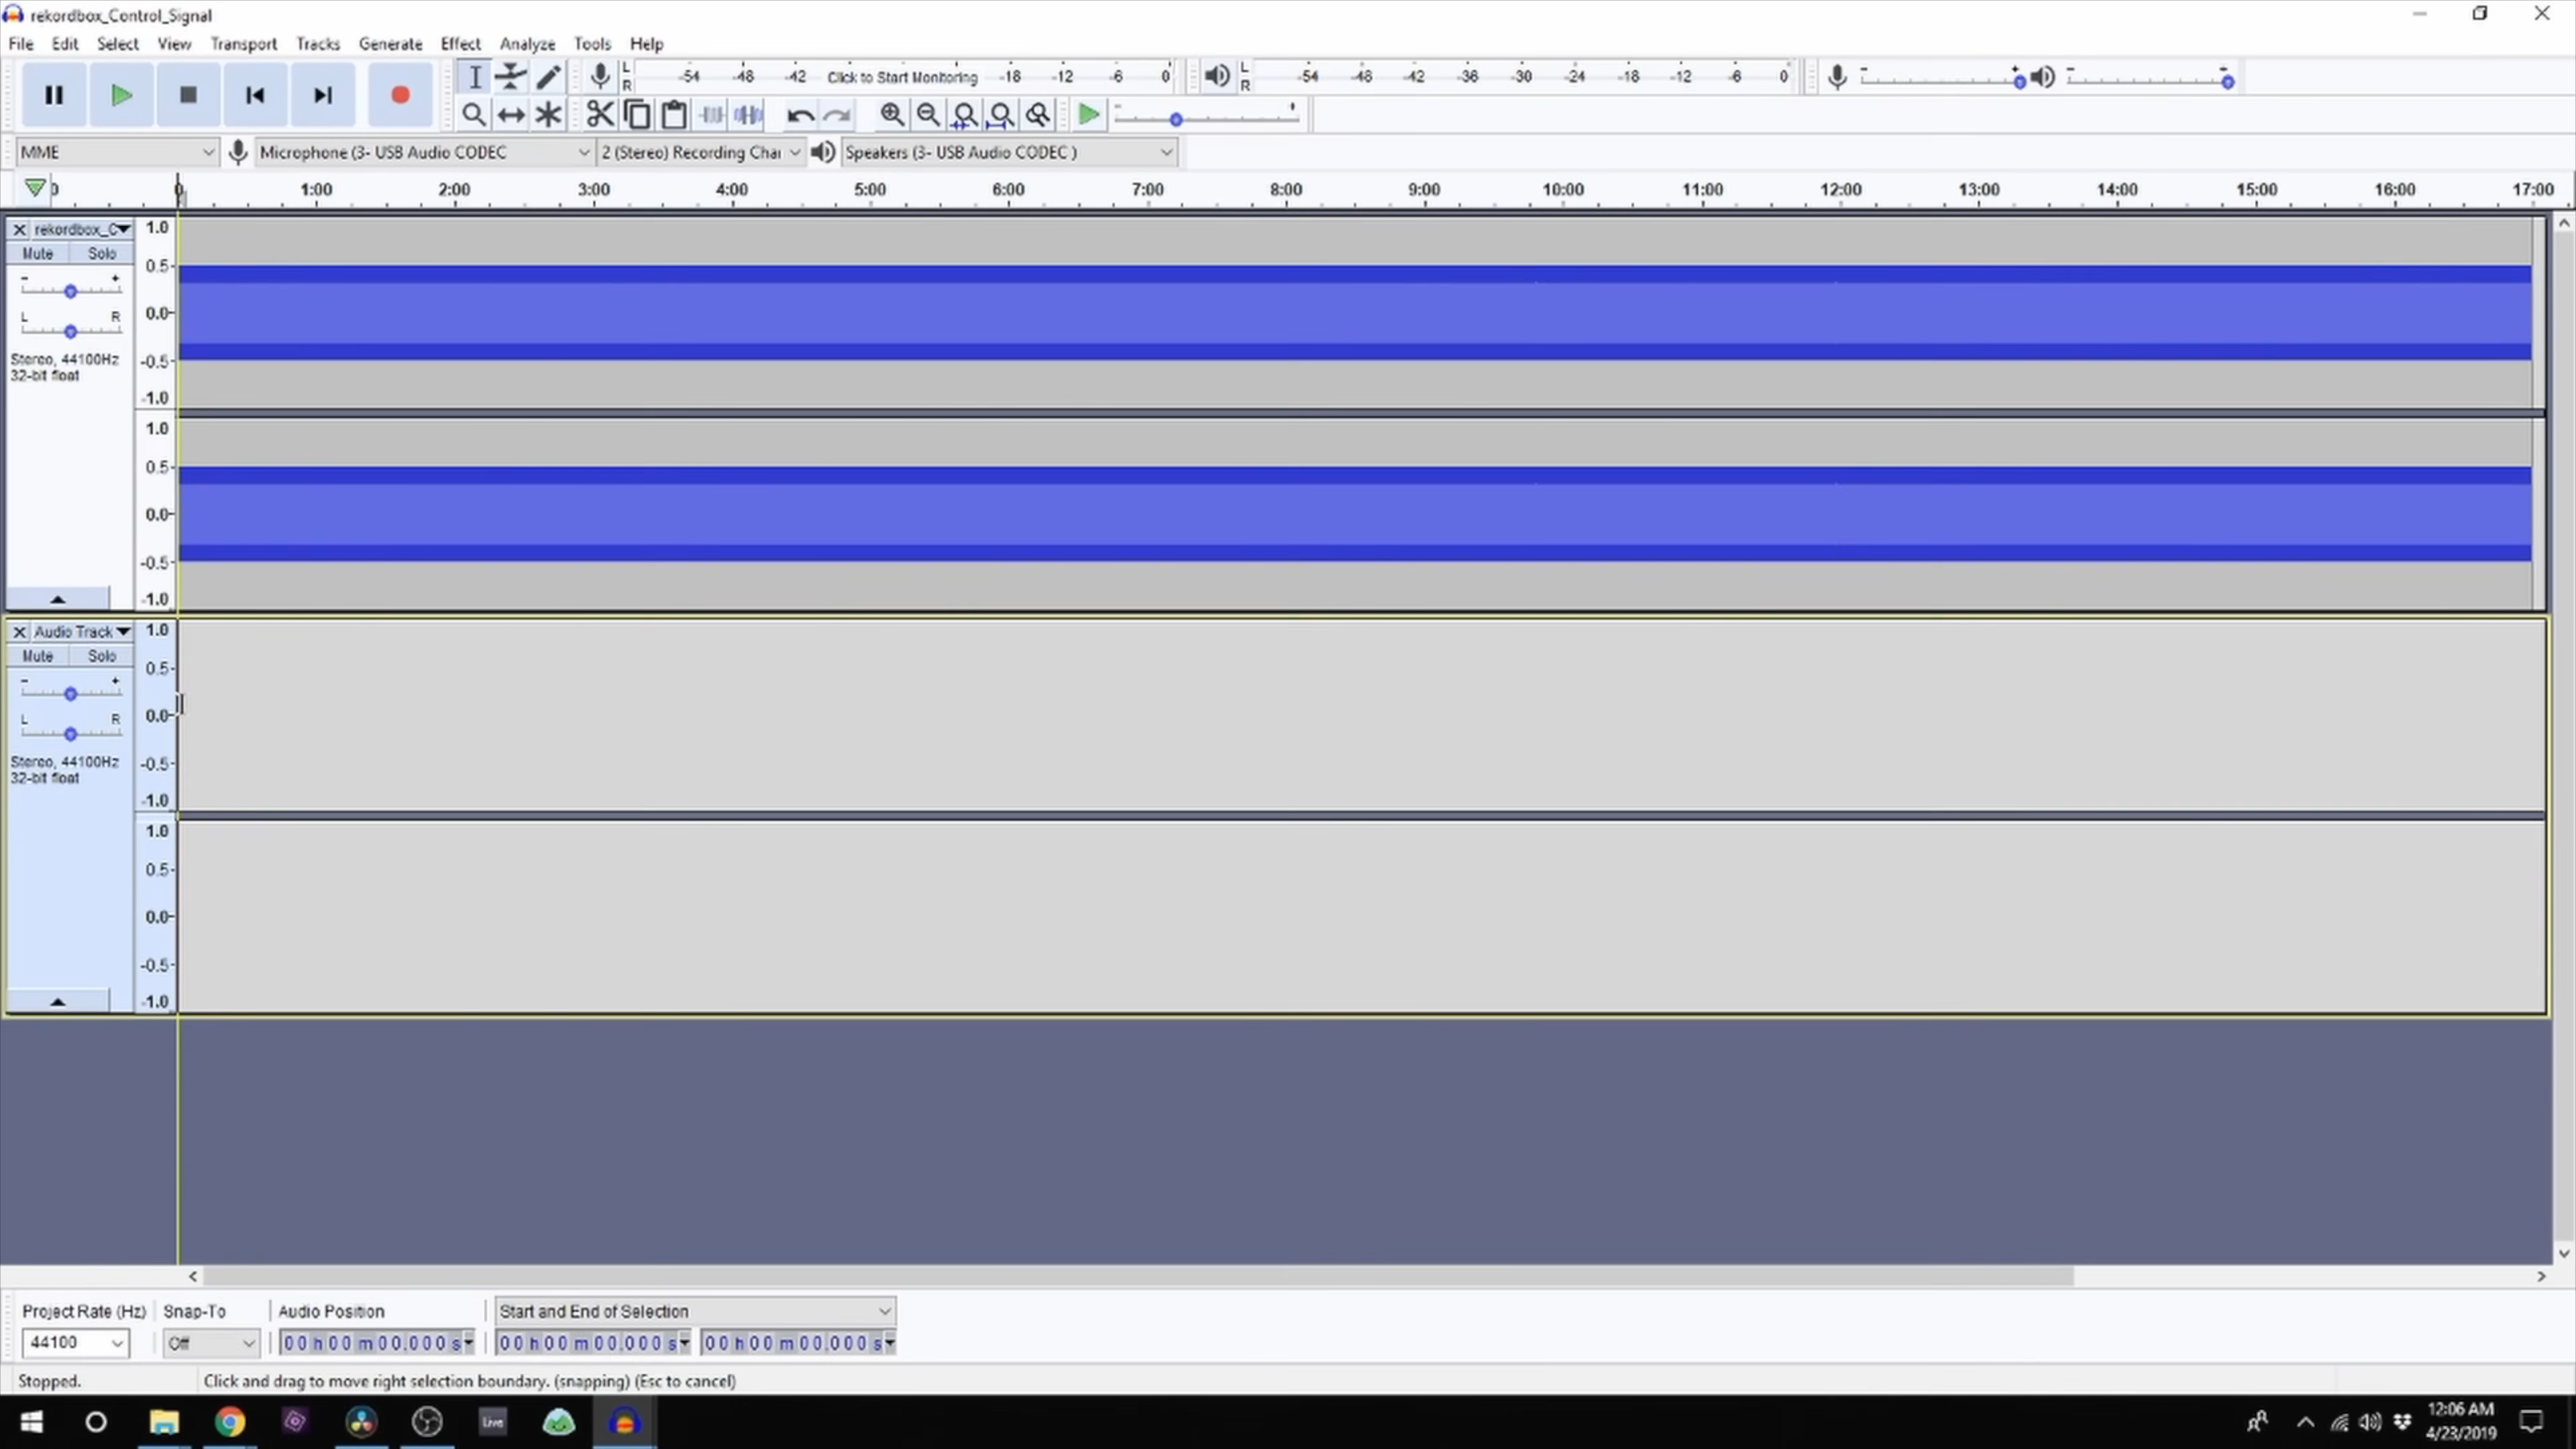 rekordbox_Control_Signal
File Edit Select View Transport Tracks Generate Effect Analyze Tools Help
L R -54 -48 -42 Click to Start Monitoring -18 -12 -6 0 L R -54 -48 -42 -36 -30 -24 -18 -12 -6 0
MME Microphone (3- USB Audio CODEC 2 (Stereo) Recording Chai Speakers (3- USB Audio CODEC )
0 0 1:00 2:00 3:00 4:00 5:00 6:00 7:00 8:00 9:00 10:00 11:00 12:00 13:00 14:00 15:00 16:00 17:00
rekordbox_C 1.0
Mute Solo
0.5
- +
L R 0.0
Stereo, 44100Hz -0.5
32-bit float
-1.0
1.0
0.5
0.0
-0.5
-1.0
Audio Track 1.0
Mute Solo
0.5
- +
L R 0.0
Stereo, 44100Hz -0.5
32-bit float
-1.0
1.0
0.5
0.0
-0.5
-1.0
Project Rate (Hz) Snap-To Audio Position Start and End of Selection
44100 Off 00 h 00 m 00.000 s 00 h 00 m 00.000 s 00 h 00 m 00.000 s
Stopped. Click and drag to move right selection boundary. (snapping) (Esc to cancel)
Live 12:06 AM
4/23/2019